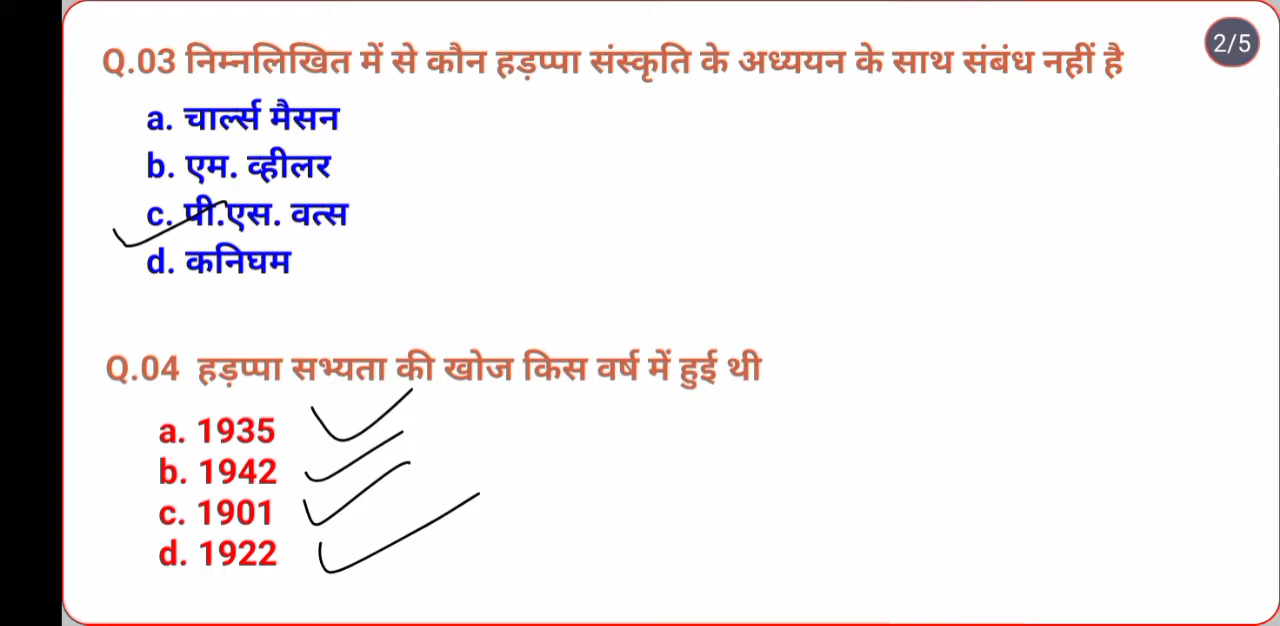 2/5
Q.03 निम्नलिखित में से कौन हड़प्पा संस्कृति के अध्ययन के साथ संबंध नहीं है
a. चार्ल्स मैसन
b. एम. व्हीलर
c. पी.एस. वत्स
d. कनिघम
Q.04 हड़प्पा सभ्यता की खोज किस वर्ष में हुई थी
a. 1935
b. 1942
c. 1901
d. 1922